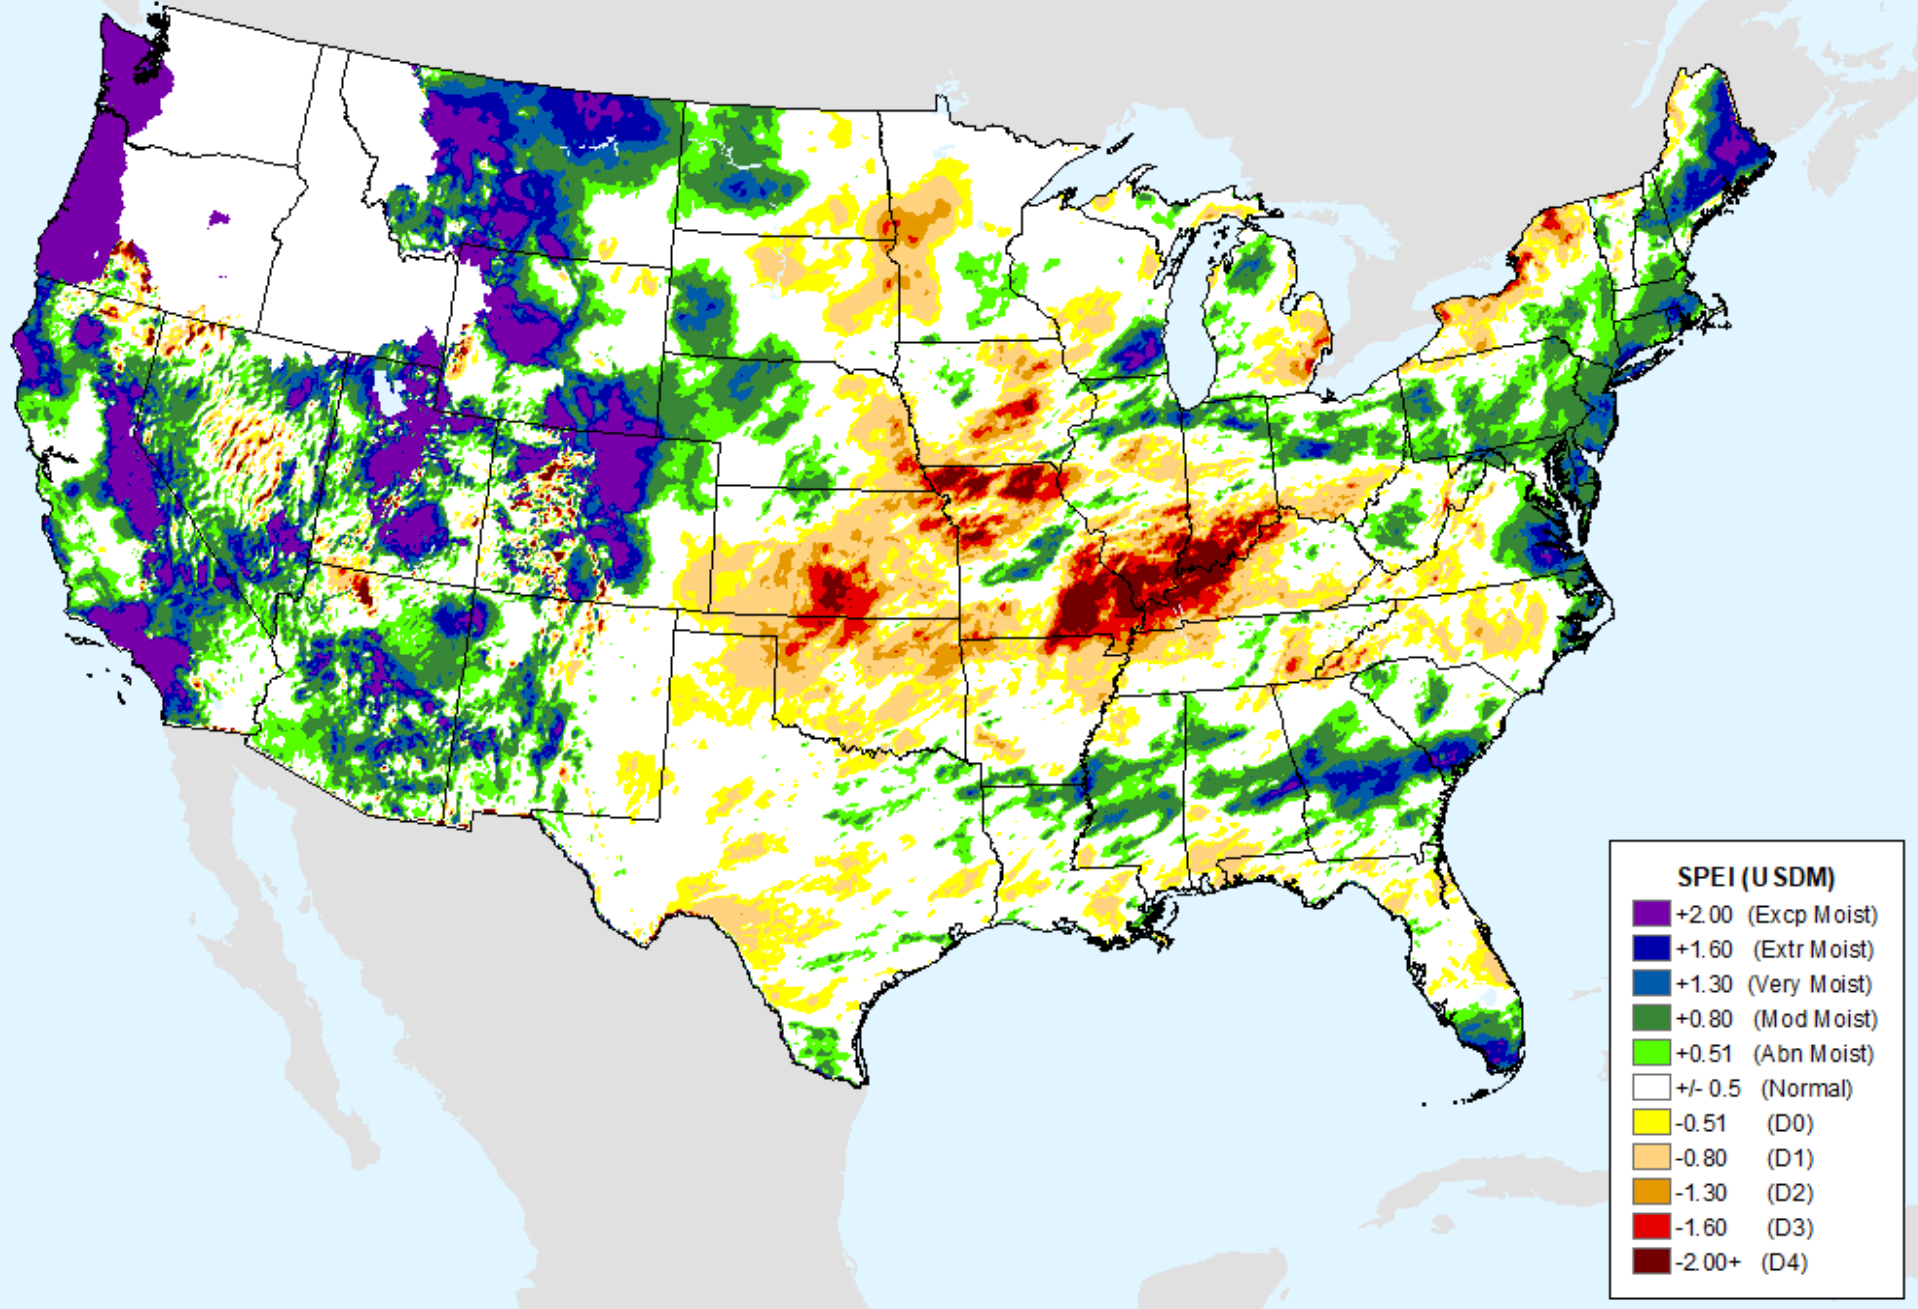 SPEI (USDM)
+2.00 (Excp Moist)
+1.60 (Extr Moist)
+1.30 (Very Moist)
+0.80 (Mod Moist)
+0.51 (Abn Moist)
+/- 0.5 (Normal)
-0.51 (D0)
-0.80 (D1)
-1.30 (D2)
-1.60 (D3)
-2.00+ (D4)